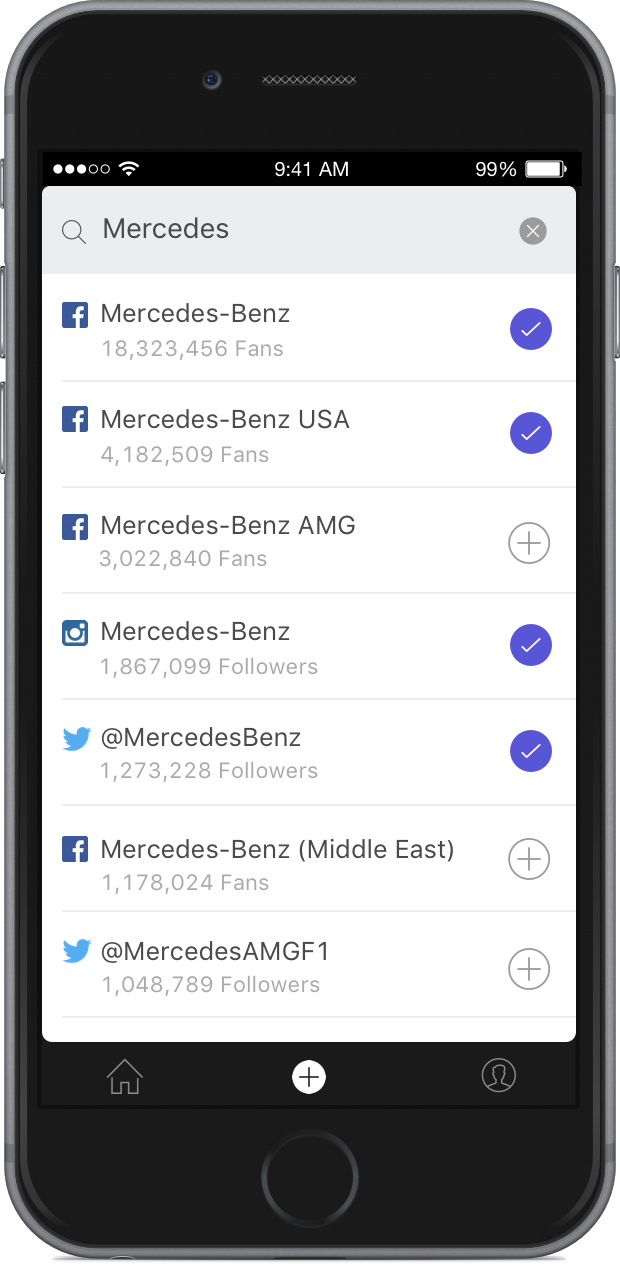 9:41 AM 99%
Mercedes
Mercedes-Benz
18,323,456 Fans
Mercedes-Benz USA
4,182,509 Fans
Mercedes-Benz AMG
3,022,840 Fans
Mercedes-Benz
1,867,099 Followers
@MercedesBenz
1,273,228 Followers
Mercedes-Benz (Middle East)
1,178,024 Fans
@MercedesAMGF1
1,048,789 Followers